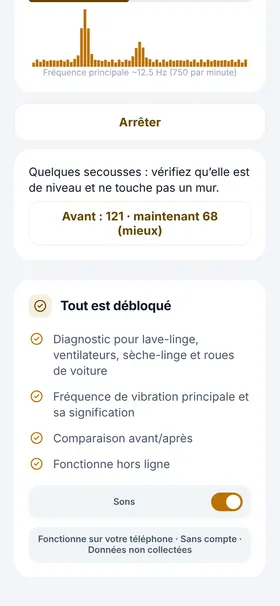 Fréquence principale ~12.5 Hz (750 par minute)
Arrêter
Quelques secousses : vérifiez qu'elle est
de niveau et ne touche pas un mur.
Avant : 121 · maintenant 68
(mieux)
Tout est débloqué
Diagnostic pour lave-linge,
ventilateurs, sèche-linge et roues
de voiture
Fréquence de vibration principale et
sa signification
Comparaison avant/après
Fonctionne hors ligne
Sons
Fonctionne sur votre téléphone · Sans compte ·
Données non collectées